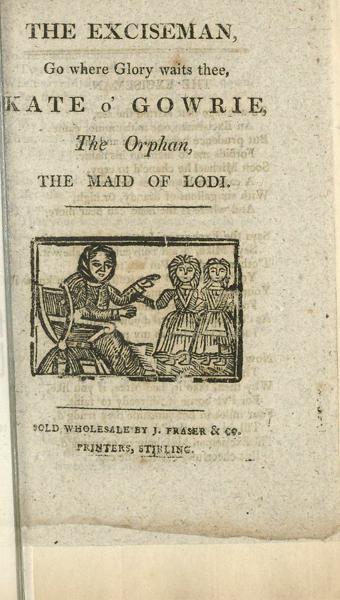 THE EXCISEMAN,
Go where Glory waits thee,
KATE o' GOWRIE,
The Orphan,
THE MAID OF LODI.
SOLD WHOLESALE BY J. FRASER & CO.
PRINTERS, STIRLING.